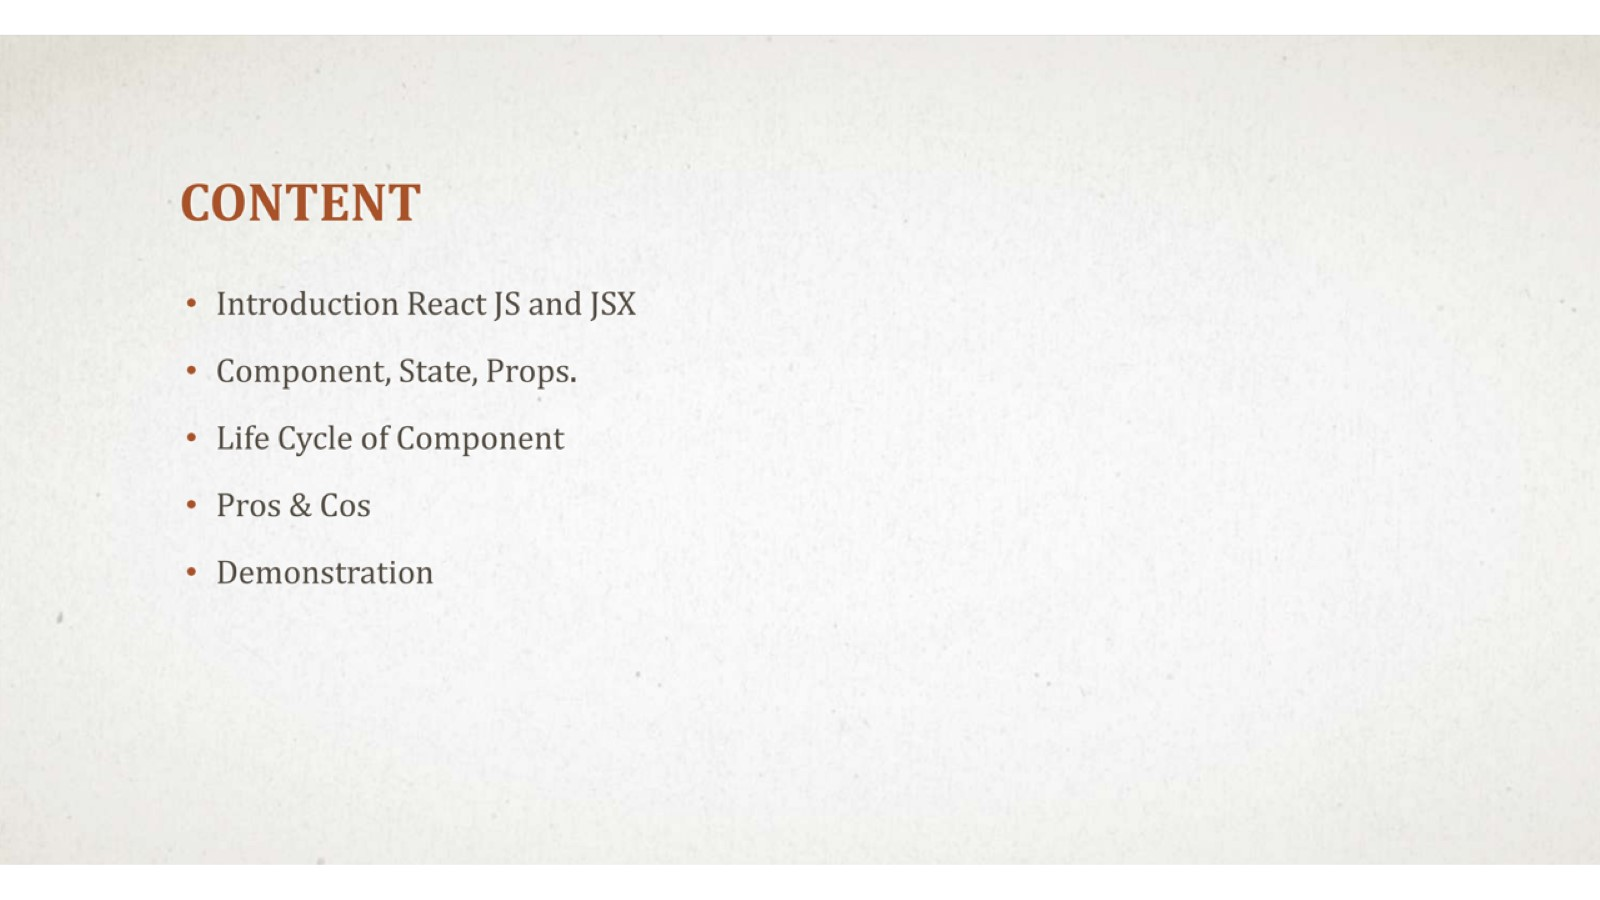 CONTENT
• Introduction React JS and JSX
• Component, State, Props.
• Life Cycle of Component
• Pros & Cos
• Demonstration